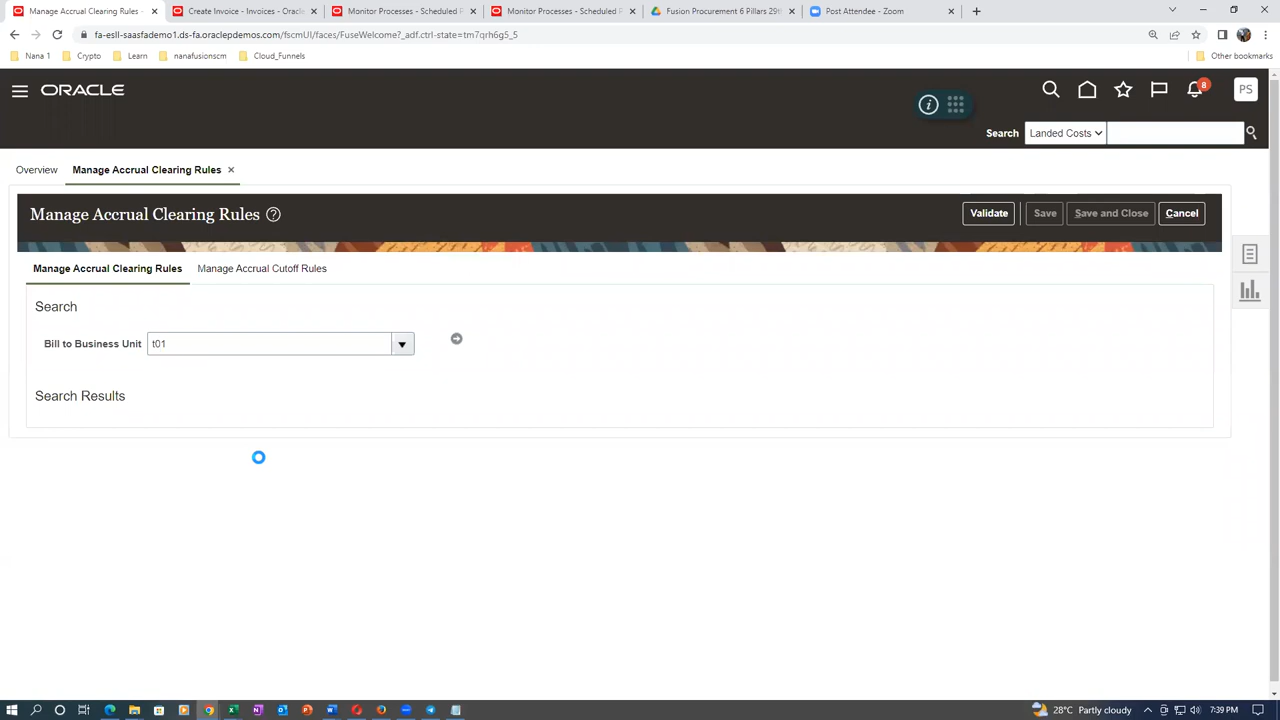 Manage Accrual Clearing Rules -
Create Invoice - Invoices - Oracle
Monitor Processes - Scheduled P
Monitor Processes - Scheduled P
Fusion Procurement 6 Pillars 29th
Post Attendee - Zoom
fa-esll-saasfademo1.ds-fa.oraclepdemos.com/fscmUI/faces/FuseWelcome?_adf.ctrl-state=tm7qrh6g5_5
Nana 1
Crypto
Learn
nanafusionscm
Cloud_Funnels
Other bookmarks
ORACLE
8
PS
Search
Landed Costs
Overview
Manage Accrual Clearing Rules
Manage Accrual Clearing Rules
Validate
Save
Save and Close
Cancel
Manage Accrual Clearing Rules
Manage Accrual Cutoff Rules
Search
Bill to Business Unit
t01
Search Results
28°C Partly cloudy
7:39 PM